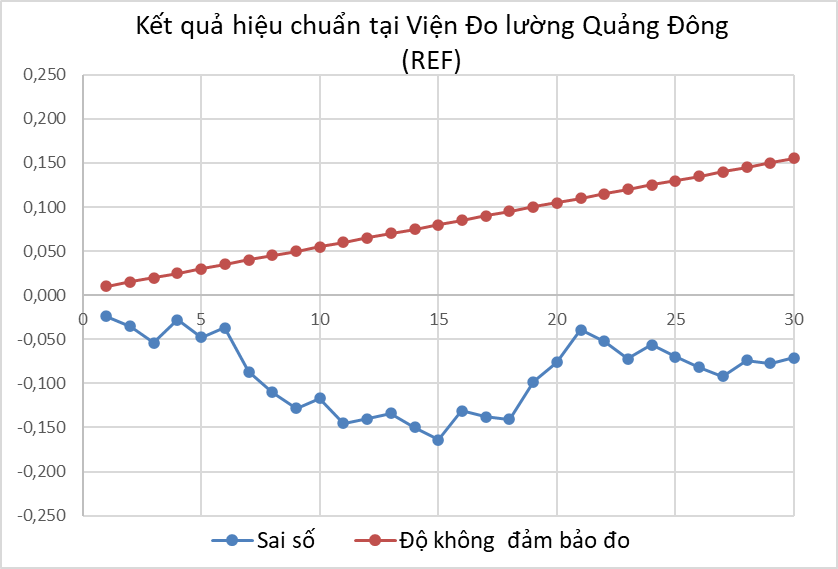 Kết quả hiệu chuẩn tại Viện Đo lường Quảng Đông
(REF)
0,250
0,200
0,150
0,100
0,050
0,000
0 5 10 15 20 25 30
-0,050
-0,100
-0,150
-0,200
-0,250
Sai số Độ không đảm bảo đo